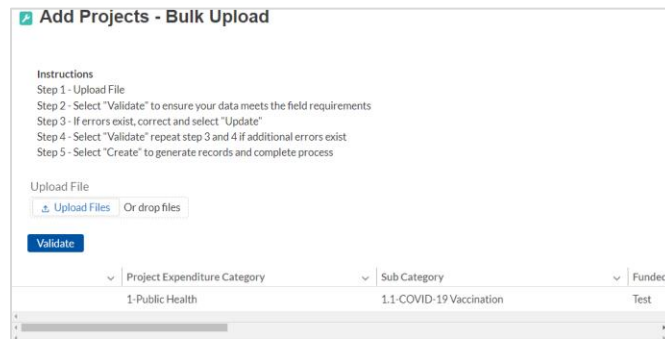 Add Projects - Bulk Upload
Instructions
Step 1 - Upload File
Step 2 - Select "Validate" to ensure your data meets the field requirements
Step 3 - If errors exist, correct and select "Update"
Step 4 - Select "Validate" repeat step 3 and 4 if additional errors exist
Step 5 - Select "Create" to generate records and complete process
Upload File
Upload Files Or drop files
Validate
Project Expenditure Category Sub Category Funded
1-Public Health 1.1-COVID-19 Vaccination Test